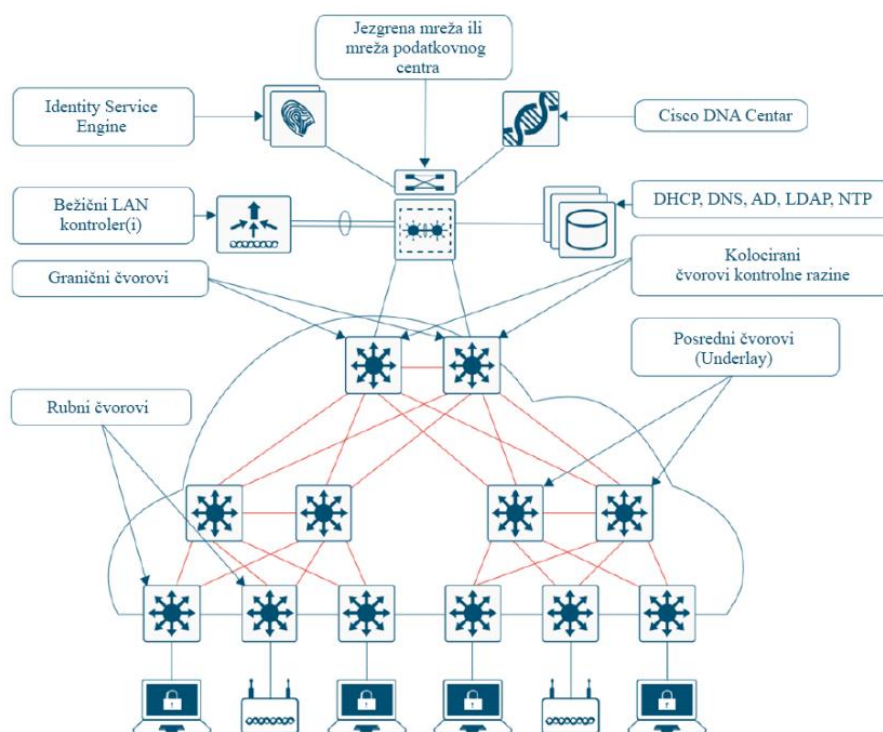 Jezgrena mreža ili
mreža podatkovnog
centra
Identity Service
Engine
Cisco DNA Centar
Bežični LAN
kontroler(i)
DHCP, DNS, AD, LDAP, NTP
Granični čvorovi
Kolocirani
čvorovi kontrolne razine
Posredni čvorovi
(Underlay)
Rubni čvorovi